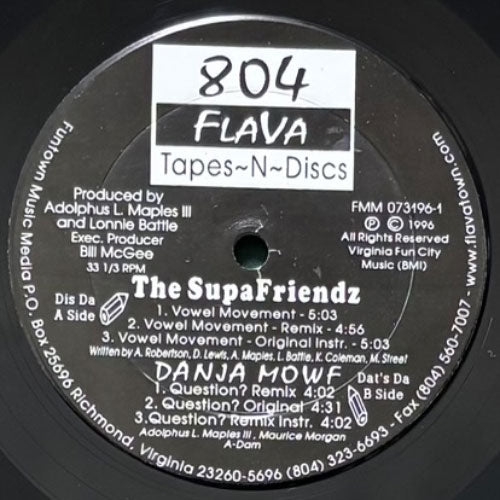 804
FLAVA
Tapes~N~Discs
Produced by
Adolphus L. Maples III
and Lonnie Battle
Exec. Producer
Bill McGee
33 1/3 RPM
FMM 073196-1
Ⓟ © 1996
All Rights Reserved
Virginia Fun City
Music (BMI)
Dis Da
A Side
The SupaFriendz
1. Vowel Movement - 5:03
2. Vowel Movement - Remix - 4:56
3. Vowel Movement - Original Instr. - 5:03
Written by A. Robertson, D. Lewis, A. Maples, L. Battle, K. Coleman, M. Street
DANJA MOWF
Dat's Da
B Side
1. Question? Remix 4:02
2. Question? Original 4:31
3.Question? Remix Instr. 4:02
Adolphus L. Maples III , Maurice Morgan
A-Dam
Funtown Music Media P.O. Box 25696 Richmond, Virginia 23260-5696 (804) 323-6693 - Fax (804) 560-7007 - www.flavatown.com